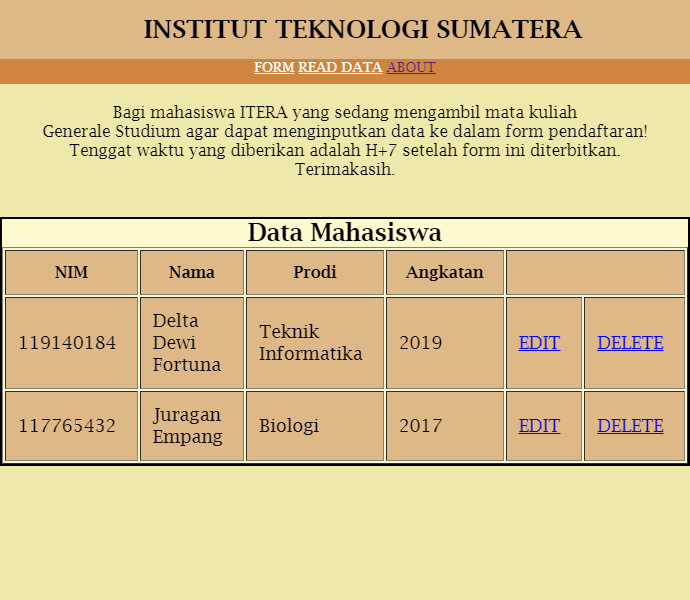 INSTITUT TEKNOLOGI SUMATERA
FORM READ DATA ABOUT
Bagi mahasiswa ITERA yang sedang mengambil mata kuliah
Generale Studium agar dapat menginputkan data ke dalam form pendaftaran!
Tenggat waktu yang diberikan adalah H+7 setelah form ini diterbitkan.
Terimakasih.
Data Mahasiswa
NIM Nama Prodi Angkatan
119140184 Delta Dewi Fortuna Teknik Informatika 2019 EDIT DELETE
117765432 Juragan Empang Biologi 2017 EDIT DELETE